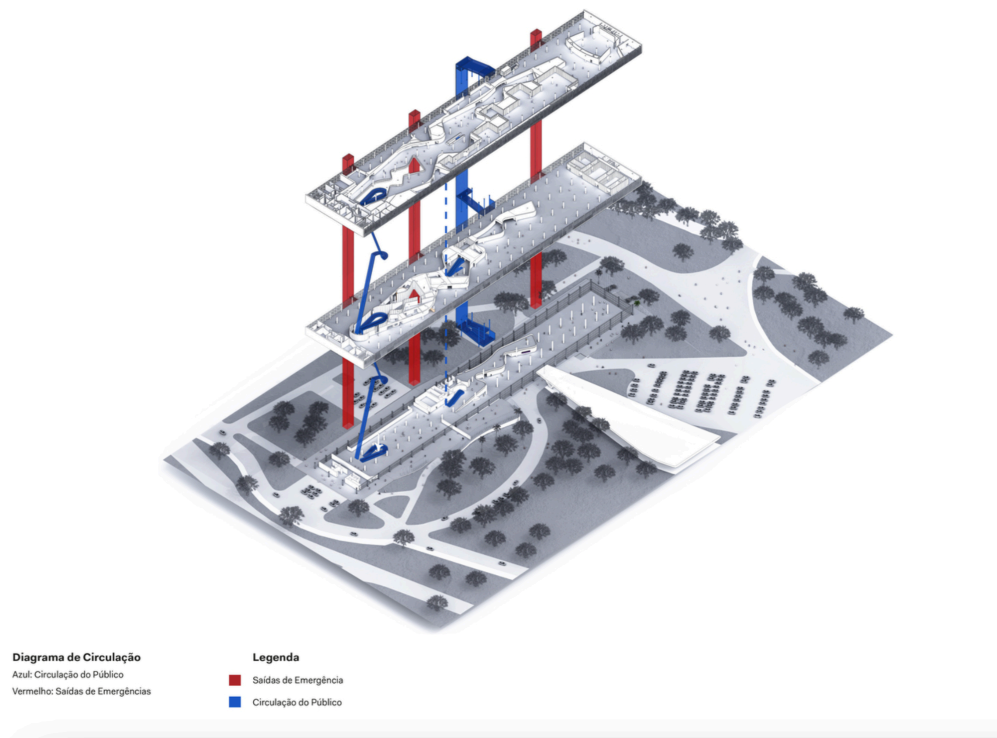 Diagrama de Circulação
Azul: Circulação do Público
Vermelho: Saídas de Emergências
Legenda
Saídas de Emergência
Circulação do Público